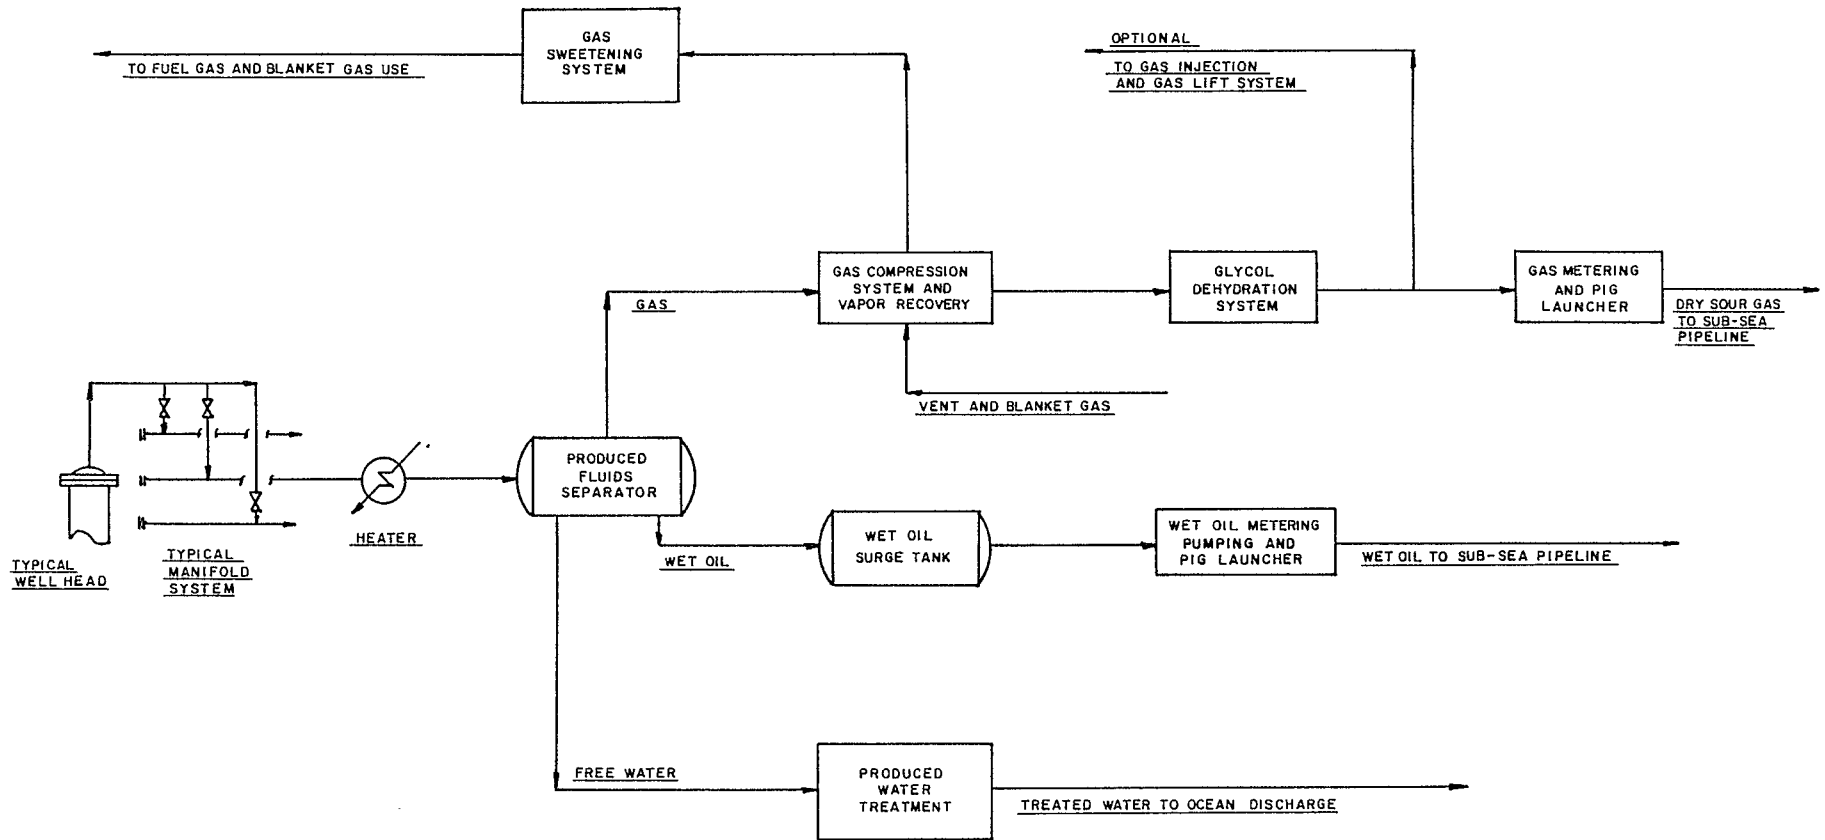 GAS
SWEETENING
SYSTEM
TO FUEL GAS AND BLANKET GAS USE
OPTIONAL
TO GAS INJECTION
AND GAS LIFT SYSTEM
GAS COMPRESSION
SYSTEM AND
VAPOR RECOVERY
GLYCOL
DEHYDRATION
SYSTEM
GAS METERING
AND PIG
LAUNCHER
DRY SOUR GAS
TO SUB-SEA
PIPELINE
GAS
VENT AND BLANKET GAS
TYPICAL
WELL HEAD
TYPICAL
MANIFOLD
SYSTEM
HEATER
PRODUCED
FLUIDS
SEPARATOR
WET OIL
WET OIL
SURGE TANK
WET OIL METERING
PUMPING AND
PIG LAUNCHER
WET OIL TO SUB-SEA PIPELINE
FREE WATER
PRODUCED
WATER
TREATMENT
TREATED WATER TO OCEAN DISCHARGE